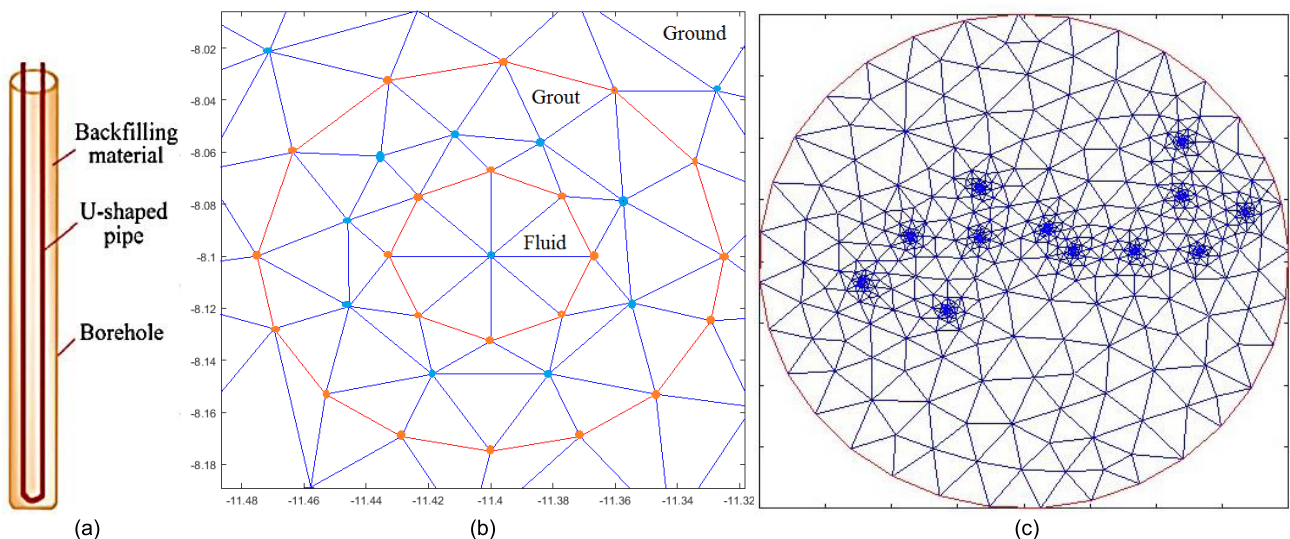 Backfilling
material
U-shaped
pipe
Borehole
(a)
Ground
Grout
Fluid
-8.02
-8.04
-8.06
-8.08
-8.1
-8.12
-8.14
-8.16
-8.18
-11.48
-11.46
-11.44
-11.42
-11.4
-11.38
-11.36
-11.34
-11.32
(b)
(c)